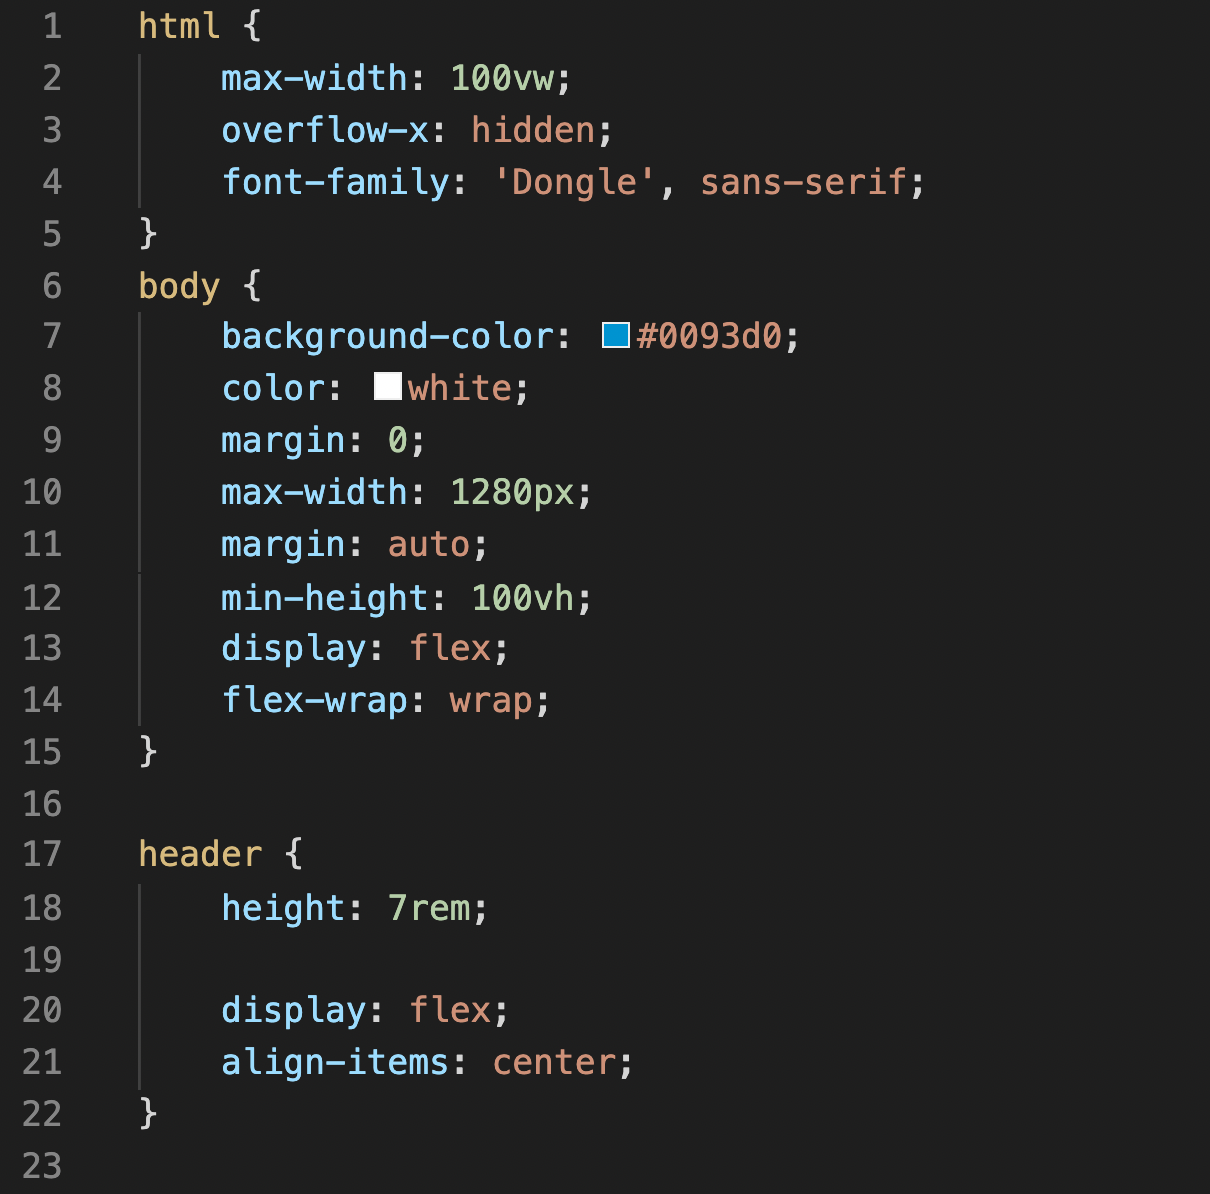 1 html {
2     max-width: 100vw;
3     overflow-x: hidden;
4     font-family: 'Dongle', sans-serif;
5 }
6 body {
7     background-color: #0093d0;
8     color: white;
9     margin: 0;
10     max-width: 1280px;
11     margin: auto;
12     min-height: 100vh;
13     display: flex;
14     flex-wrap: wrap;
15 }
16
17 header {
18     height: 7rem;
19
20     display: flex;
21     align-items: center;
22 }
23